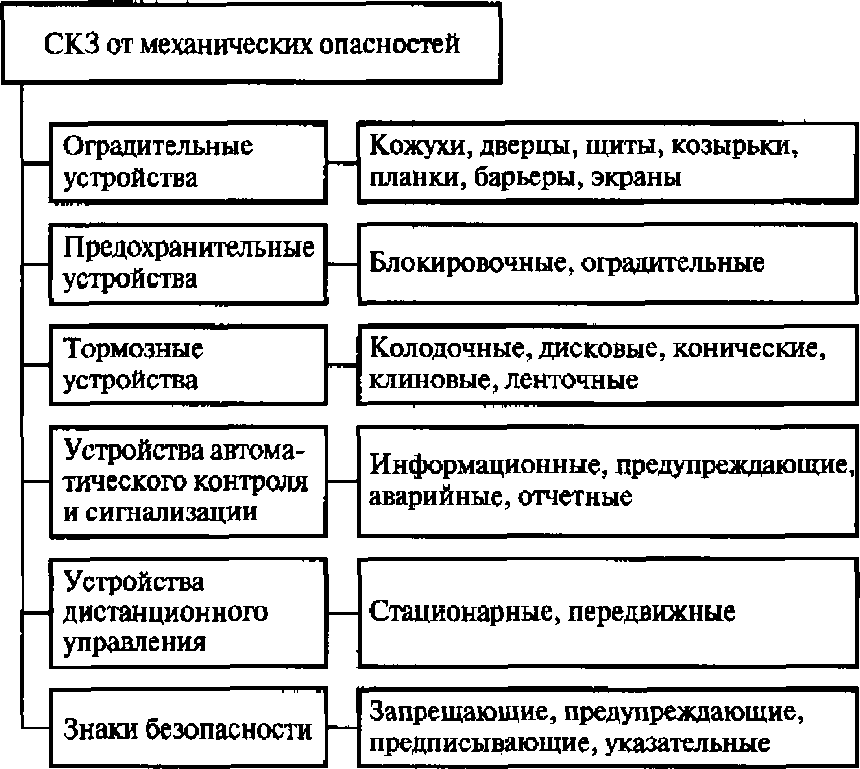 СКЗ от механических опасностей
Оградительные
устройства
Кожухи, дверцы, щиты, козырьки,
планки, барьеры, экраны
Предохранительные
устройства
Блокировочные, оградительные
Тормозные
устройства
Колодочные, дисковые, конические,
клиновые, ленточные
Устройства автома-
тического контроля
и сигнализации
Информационные, предупреждающие,
аварийные, отчетные
Устройства
дистанционного
управления
Стационарные, передвижные
Знаки безопасности
Запрещающие, предупреждающие,
предписывающие, указательные